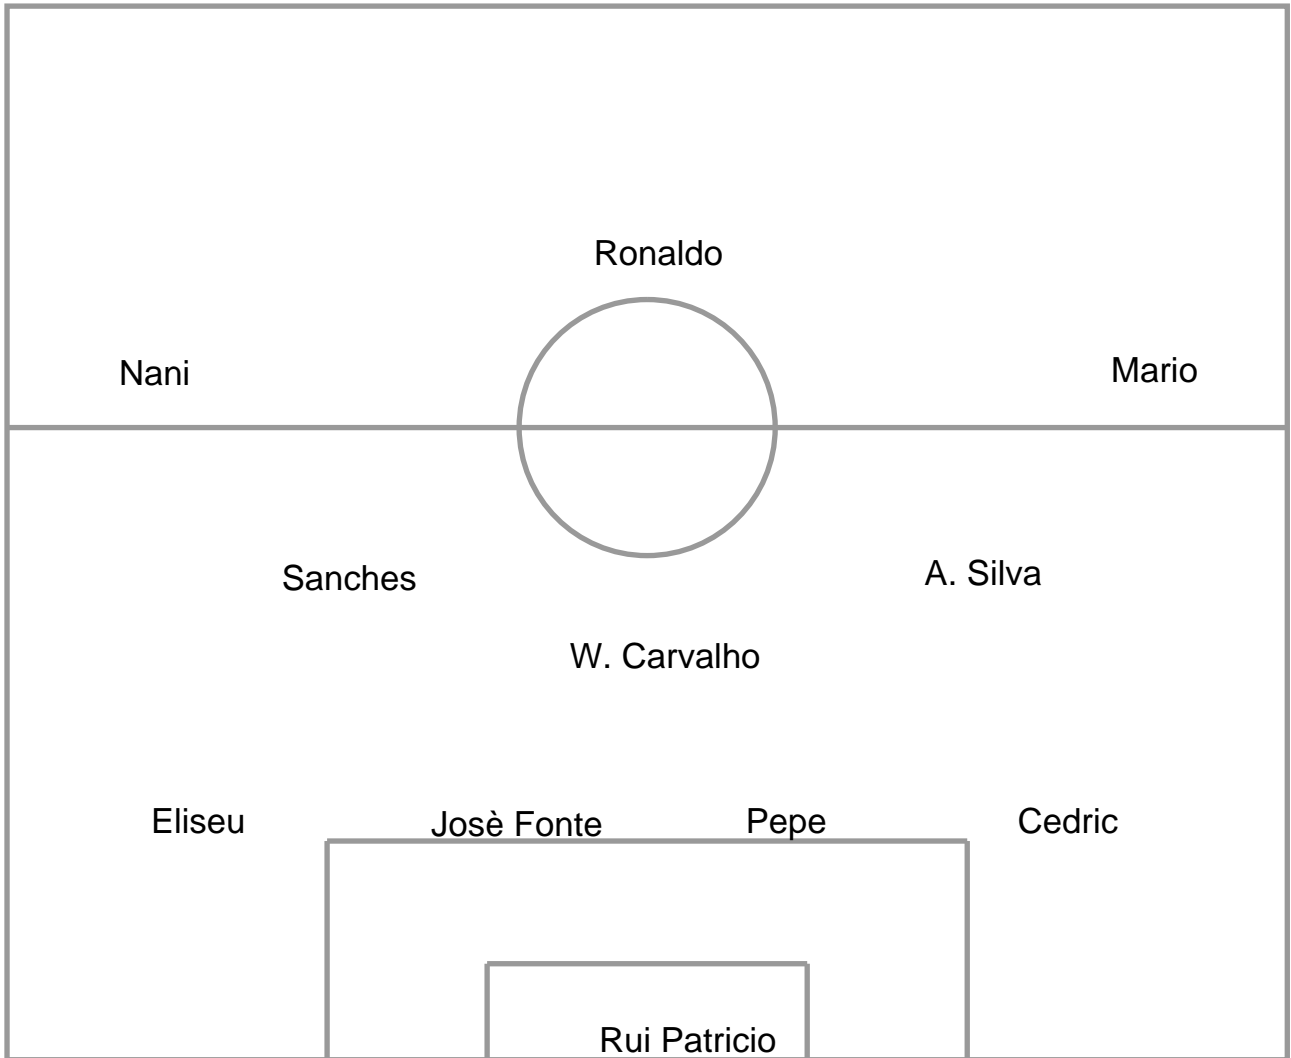 Ronaldo
Nani
Mario
Sanches
A. Silva
W. Carvalho
Eliseu
Josè Fonte
Pepe
Cedric
Rui Patricio